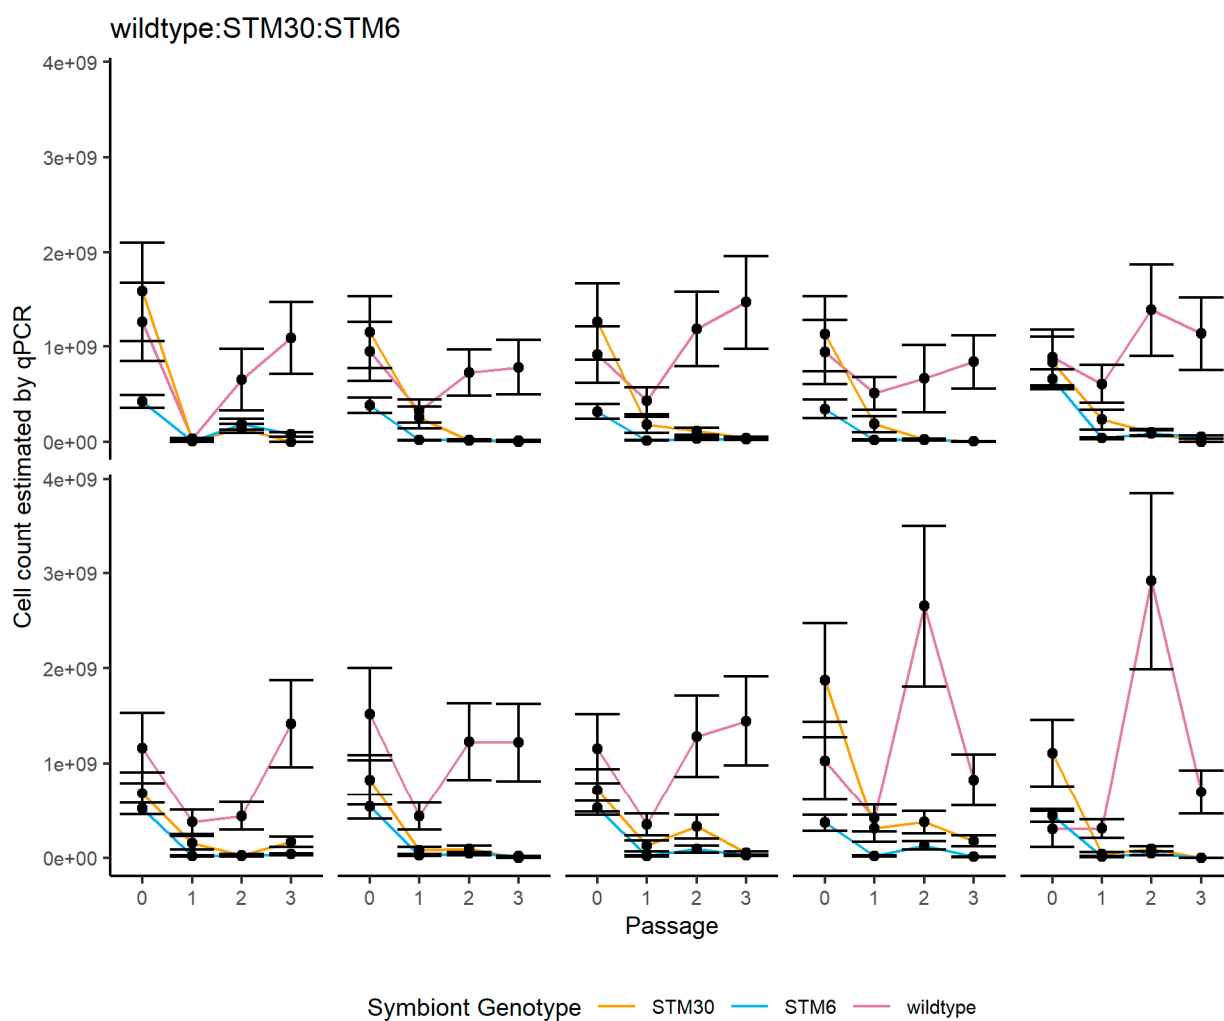 wildtype:STM30:STM6
4e+09
3e+09
2e+09
1e+09
0e+00
4e+09
3e+09
2e+09
1e+09
0e+00
Cell count estimated by qPCR
0 1 2 3 0 1 2 3 0 1 2 3 0 1 2 3 0 1 2 3
Passage
Symbiont Genotype STM30 STM6 wildtype